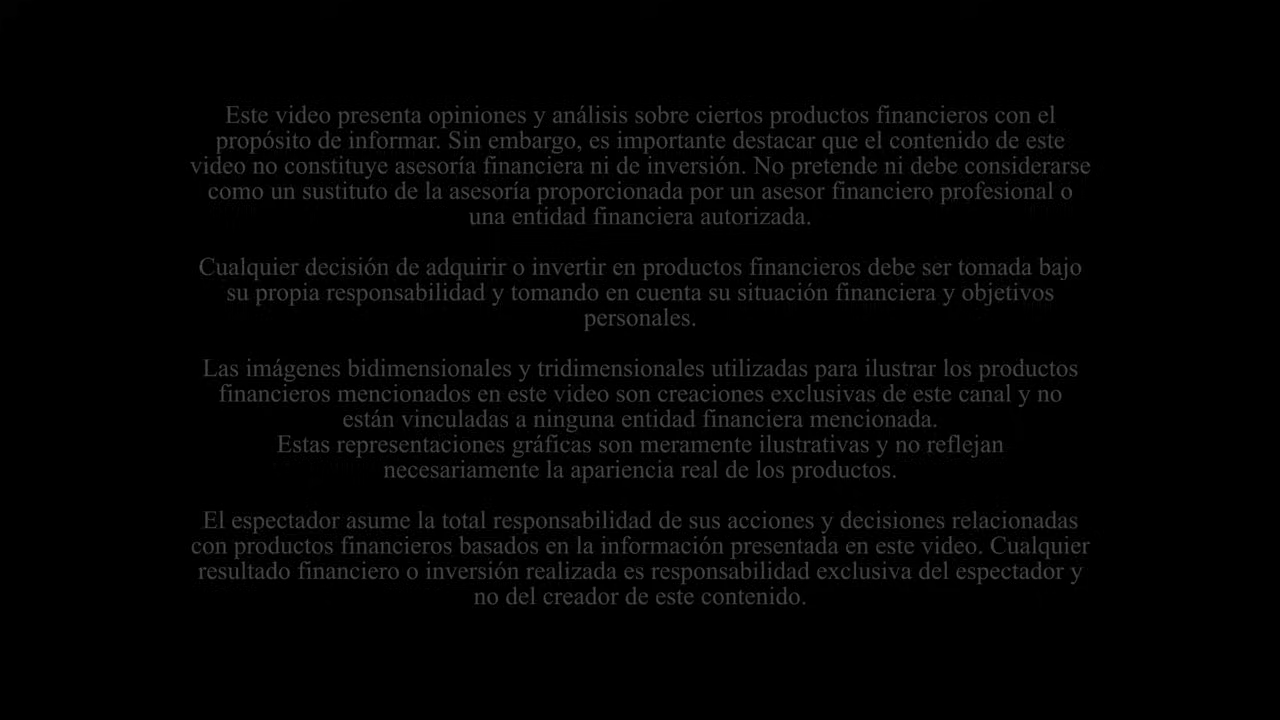 Este video presenta opiniones y análisis sobre ciertos productos financieros con el
propósito de informar. Sin embargo, es importante destacar que el contenido de este
video no constituye asesoría financiera ni de inversión. No pretende ni debe considerarse
como un sustituto de la asesoría proporcionada por un asesor financiero profesional o
una entidad financiera autorizada.
Cualquier decisión de adquirir o invertir en productos financieros debe ser tomada bajo
su propia responsabilidad y tomando en cuenta su situación financiera y objetivos
personales.
Las imágenes bidimensionales y tridimensionales utilizadas para ilustrar los productos
financieros mencionados en este video son creaciones exclusivas de este canal y no
están vinculadas a ninguna entidad financiera mencionada.
Estas representaciones gráficas son meramente ilustrativas y no reflejan
necesariamente la apariencia real de los productos.
El espectador asume la total responsabilidad de sus acciones y decisiones relacionadas
con productos financieros basados en la información presentada en este video. Cualquier
resultado financiero o inversión realizada es responsabilidad exclusiva del espectador y
no del creador de este contenido.